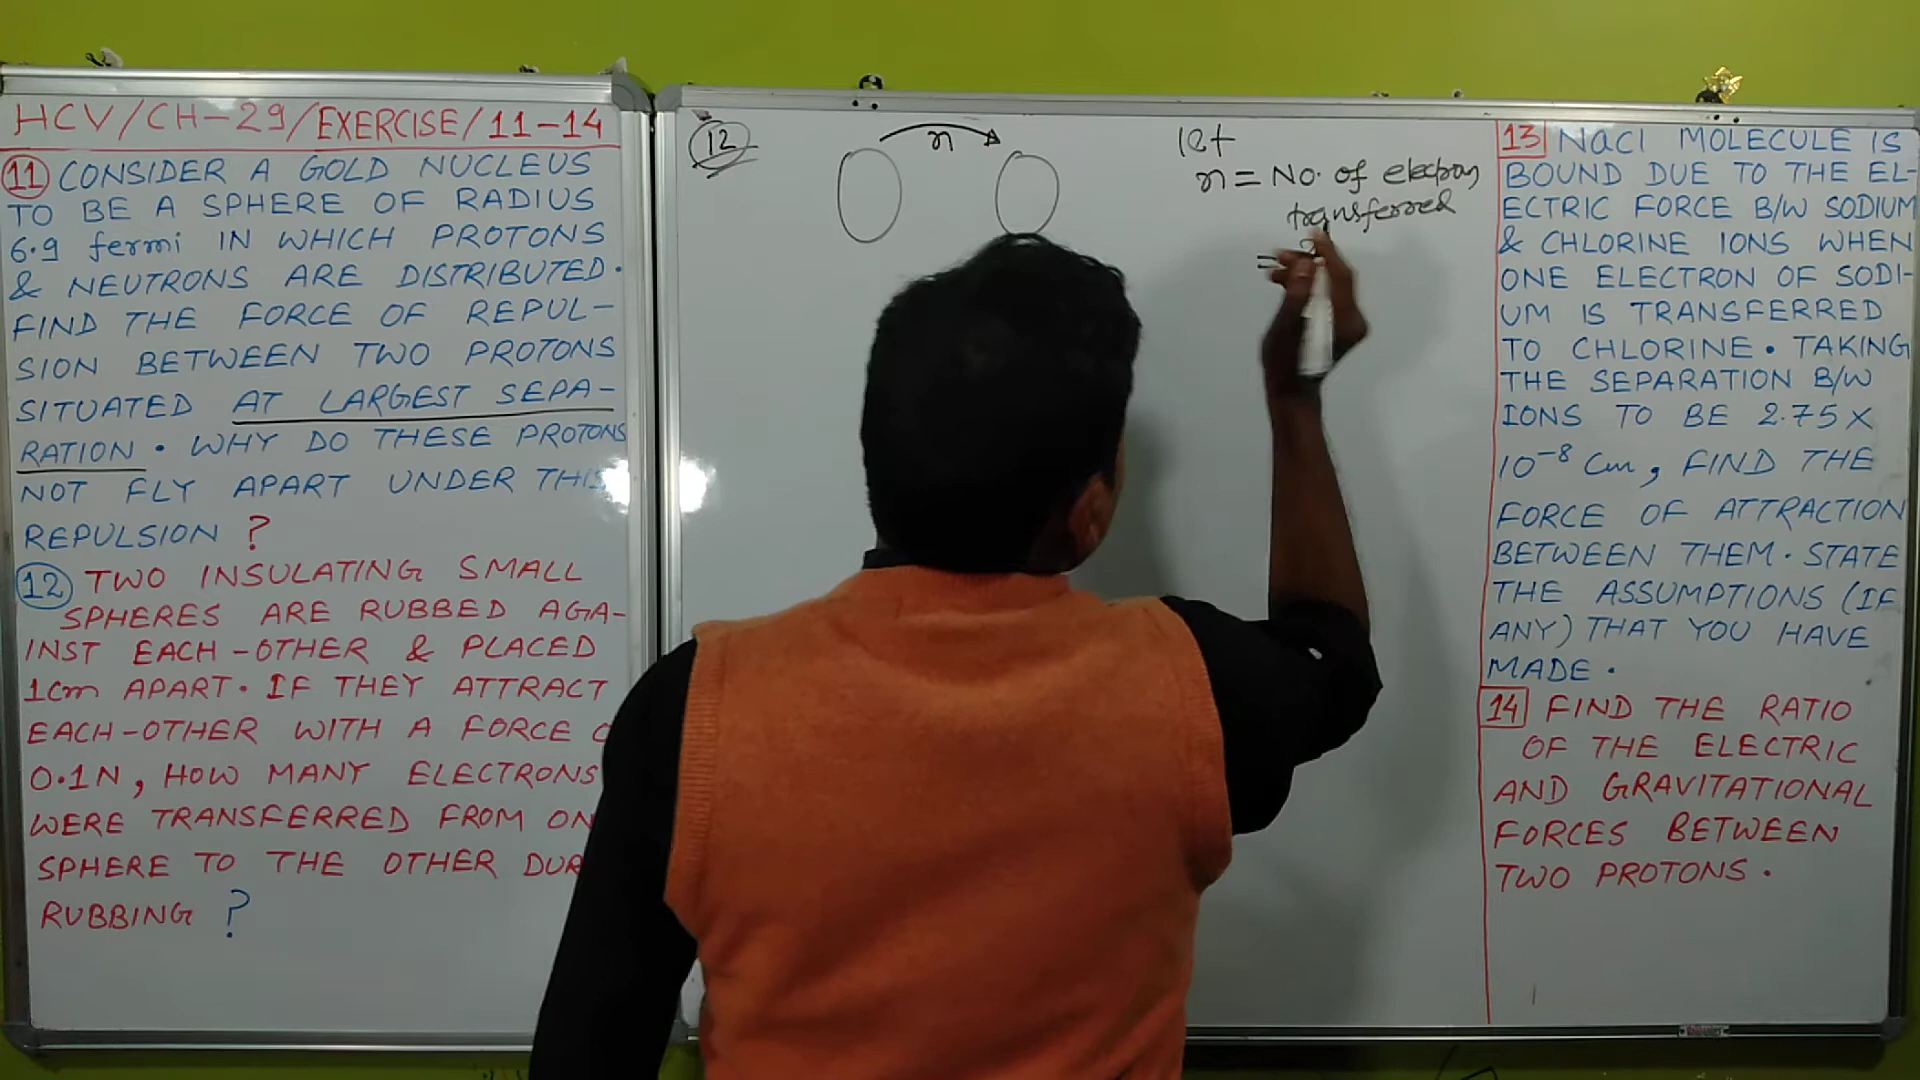 HCV/CH-29/EXERCISE/11-14
11 CONSIDER A GOLD NUCLEUS
TO BE A SPHERE OF RADIUS
6.9 fermi IN WHICH PROTONS
& NEUTRONS ARE DISTRIBUTED.
FIND THE FORCE OF REPUL-
SION BETWEEN TWO PROTONS
SITUATED AT LARGEST SEPA-
RATION. WHY DO THESE PROTONS
NOT FLY APART UNDER THIS
REPULSION ?
12 TWO INSULATING SMALL
SPHERES ARE RUBBED AGA-
INST EACH-OTHER & PLACED
1cm APART. IF THEY ATTRACT
EACH-OTHER WITH A FORCE
0.1N, HOW MANY ELECTRONS
WERE TRANSFERRED FROM ON
SPHERE TO THE OTHER DUR
RUBBING ?
12
n
let
n = No. of electron
transferred
=
13 NaCl MOLECULE IS
BOUND DUE TO THE EL-
ECTRIC FORCE B/W SODIUM
& CHLORINE IONS WHEN
ONE ELECTRON OF SODI-
UM IS TRANSFERRED
TO CHLORINE. TAKING
THE SEPARATION B/W
IONS TO BE 2.75 X
10⁻⁸ Cm, FIND THE
FORCE OF ATTRACTION
BETWEEN THEM. STATE
THE ASSUMPTIONS (IF
ANY) THAT YOU HAVE
MADE.
14 FIND THE RATIO
OF THE ELECTRIC
AND GRAVITATIONAL
FORCES BETWEEN
TWO PROTONS.